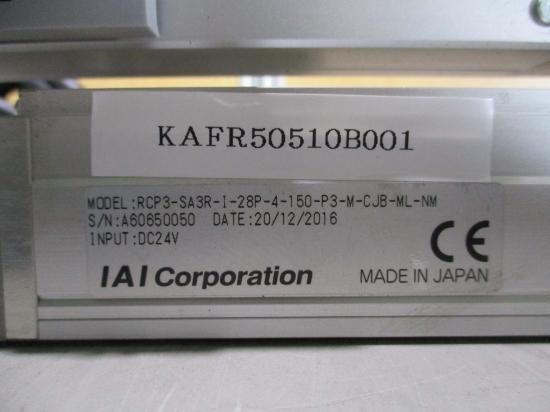 KAFR50510B001
MODEL:RCP3-SA3R-I-28P-4-150-P3-M-CJB-ML-NM
S/N:A60650050 DATE:20/12/2016
INPUT:DC24V
CE
IAI Corporation
MADE IN JAPAN